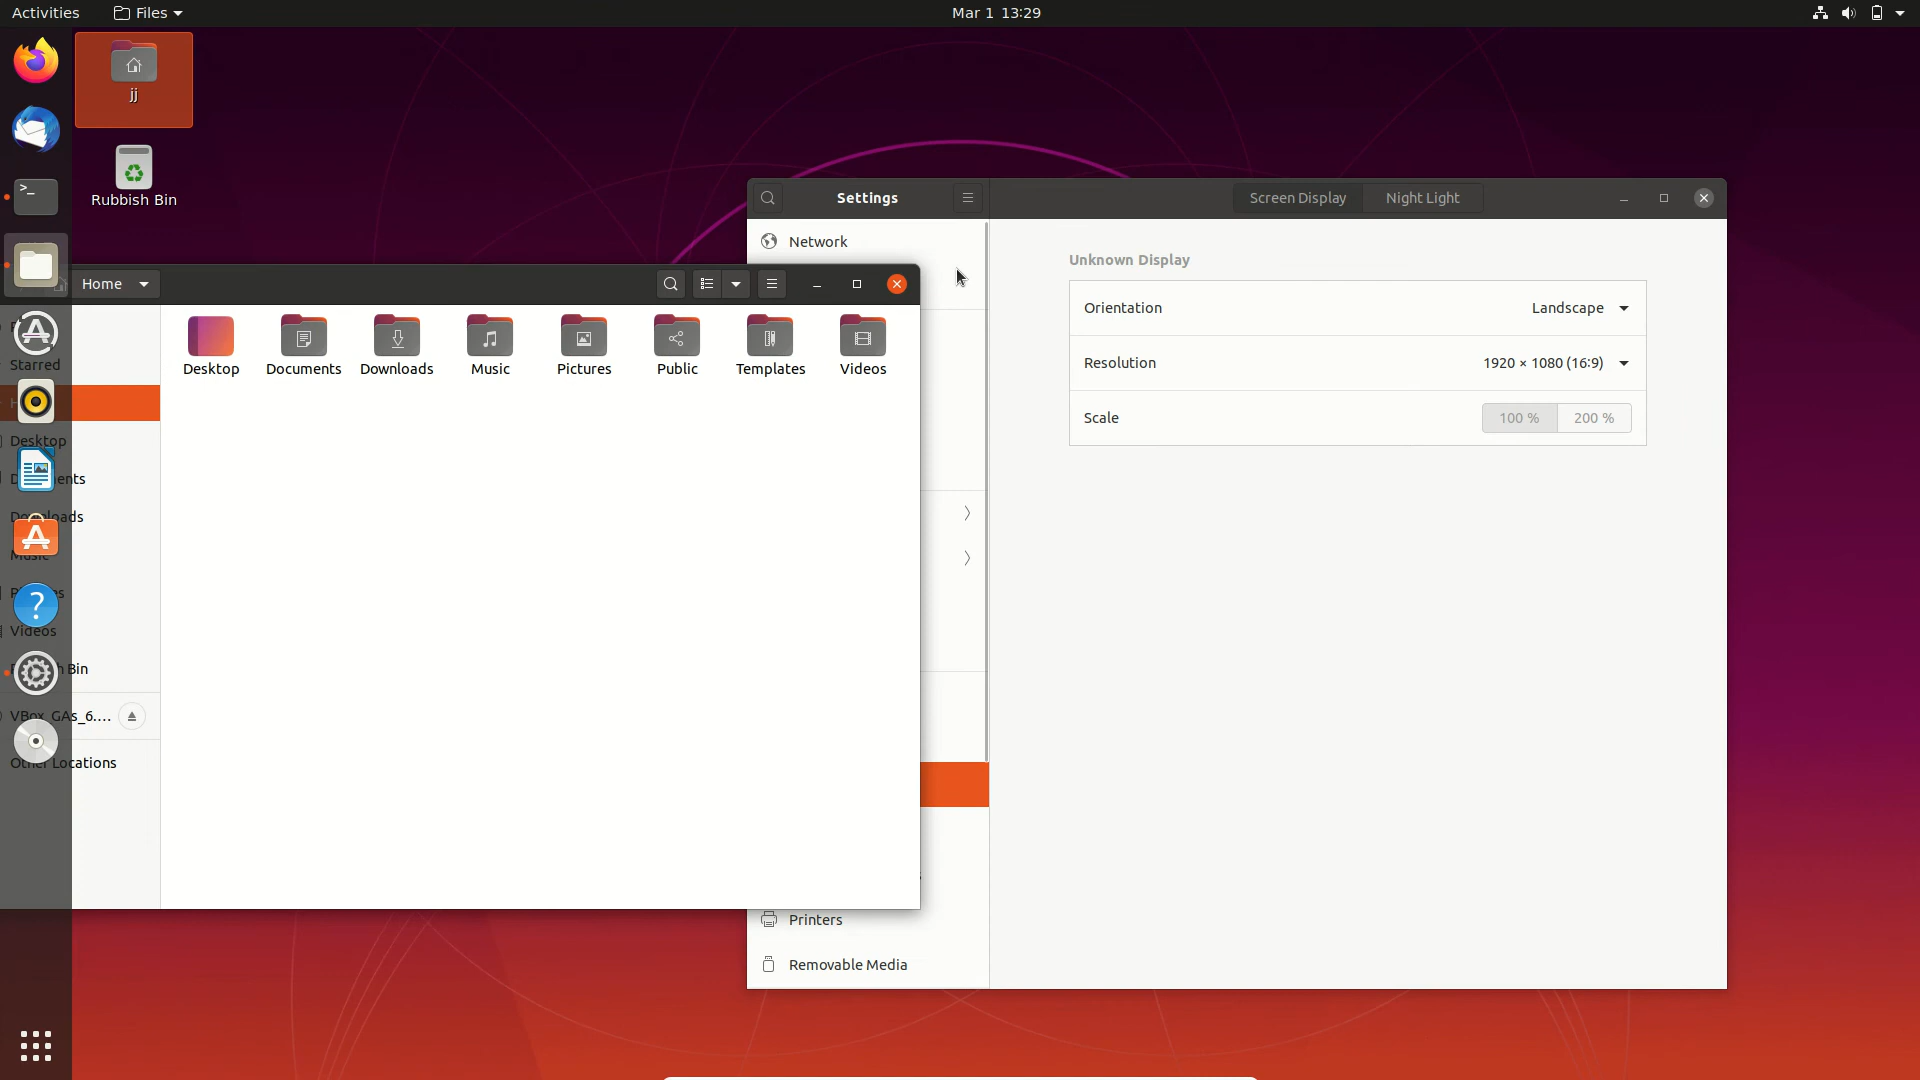 Activities
Files
Mar 1 13:29
jj
Rubbish Bin
Settings
Screen Display
Night Light
Network
Home
Unknown Display
Orientation
Landscape
Resolution
1920 × 1080 (16:9)
Scale
100 %
200 %
Desktop
Documents
Downloads
Music
Pictures
Public
Templates
Videos
Starred
Desktop
Videos
Bin
VBox_GAs_6....
Other Locations
Printers
Removable Media